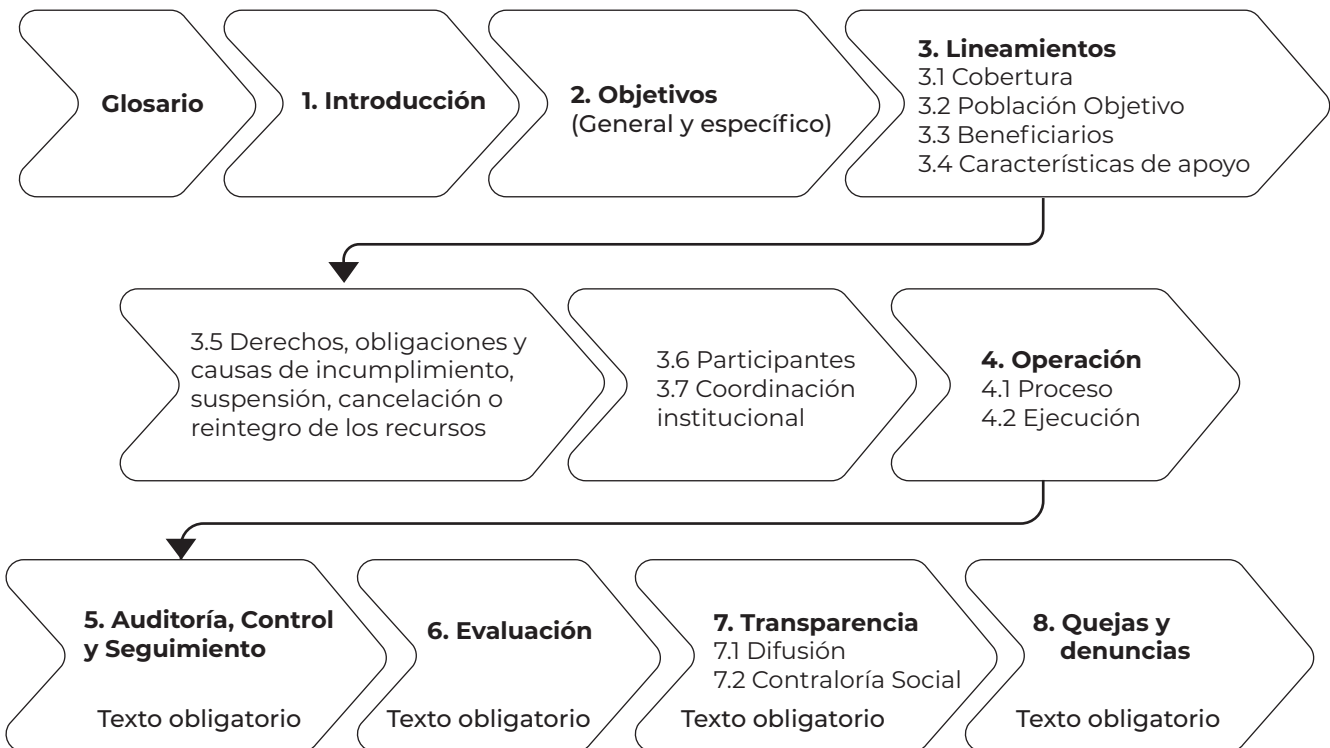 Glosario
1. Introducción
2. Objetivos
(General y específico)
3. Lineamientos
3.1 Cobertura
3.2 Población Objetivo
3.3 Beneficiarios
3.4 Características de apoyo
3.5 Derechos, obligaciones y
causas de incumplimiento,
suspensión, cancelación o
reintegro de los recursos
3.6 Participantes
3.7 Coordinación
institucional
4. Operación
4.1 Proceso
4.2 Ejecución
5. Auditoría, Control
y Seguimiento
Texto obligatorio
6. Evaluación
Texto obligatorio
7. Transparencia
7.1 Difusión
7.2 Contraloría Social
Texto obligatorio
8. Quejas y
denuncias
Texto obligatorio